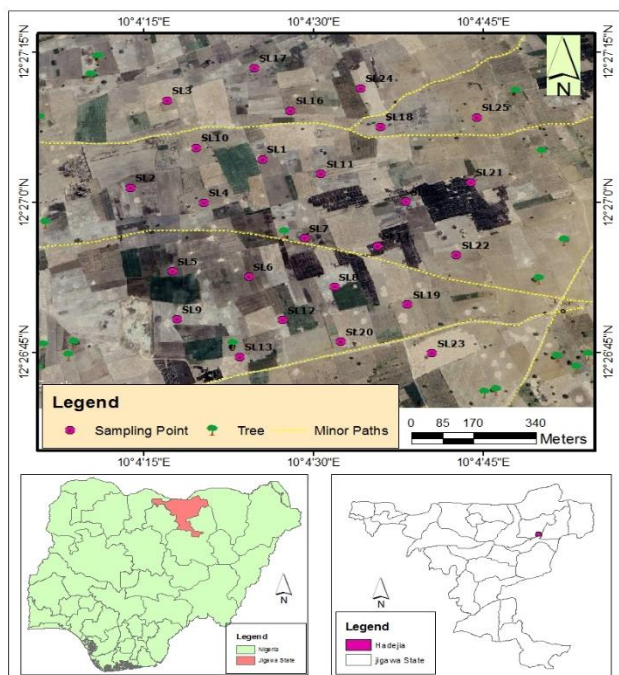 10°4'15"E 10°4'30"E 10°4'45"E
12°27'15"N 12°27'15"N
SL17
SL24
SL3
SL16
SL25
SL18
SL10
SL1
SL11
SL21
SL2
12°27'0"N 12°27'0"N
SL4
SL7
SL22
SL5
SL6
SL8
SL19
SL9
SL12
SL20
12°26'45"N 12°26'45"N
SL13
SL23
Legend
Sampling Point Tree Minor Paths
0 85 170 340
Meters
N
10°4'15"E 10°4'30"E 10°4'45"E
N
Legend
Nigeria
Jigawa State
N
Legend
Hadejia
jigawa State